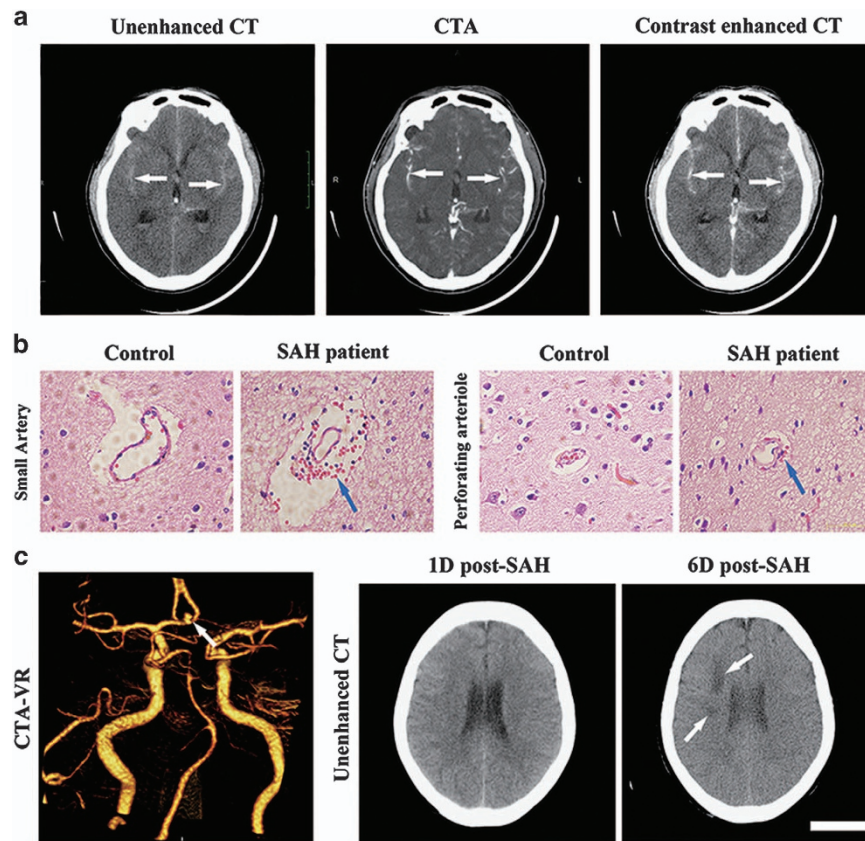 a
Unenhanced CT
CTA
Contrast enhanced CT
R
L
b
Control
SAH patient
Control
SAH patient
Small Artery
Perforating arteriole
c
1D post-SAH
6D post-SAH
CTA-VR
Unenhanced CT